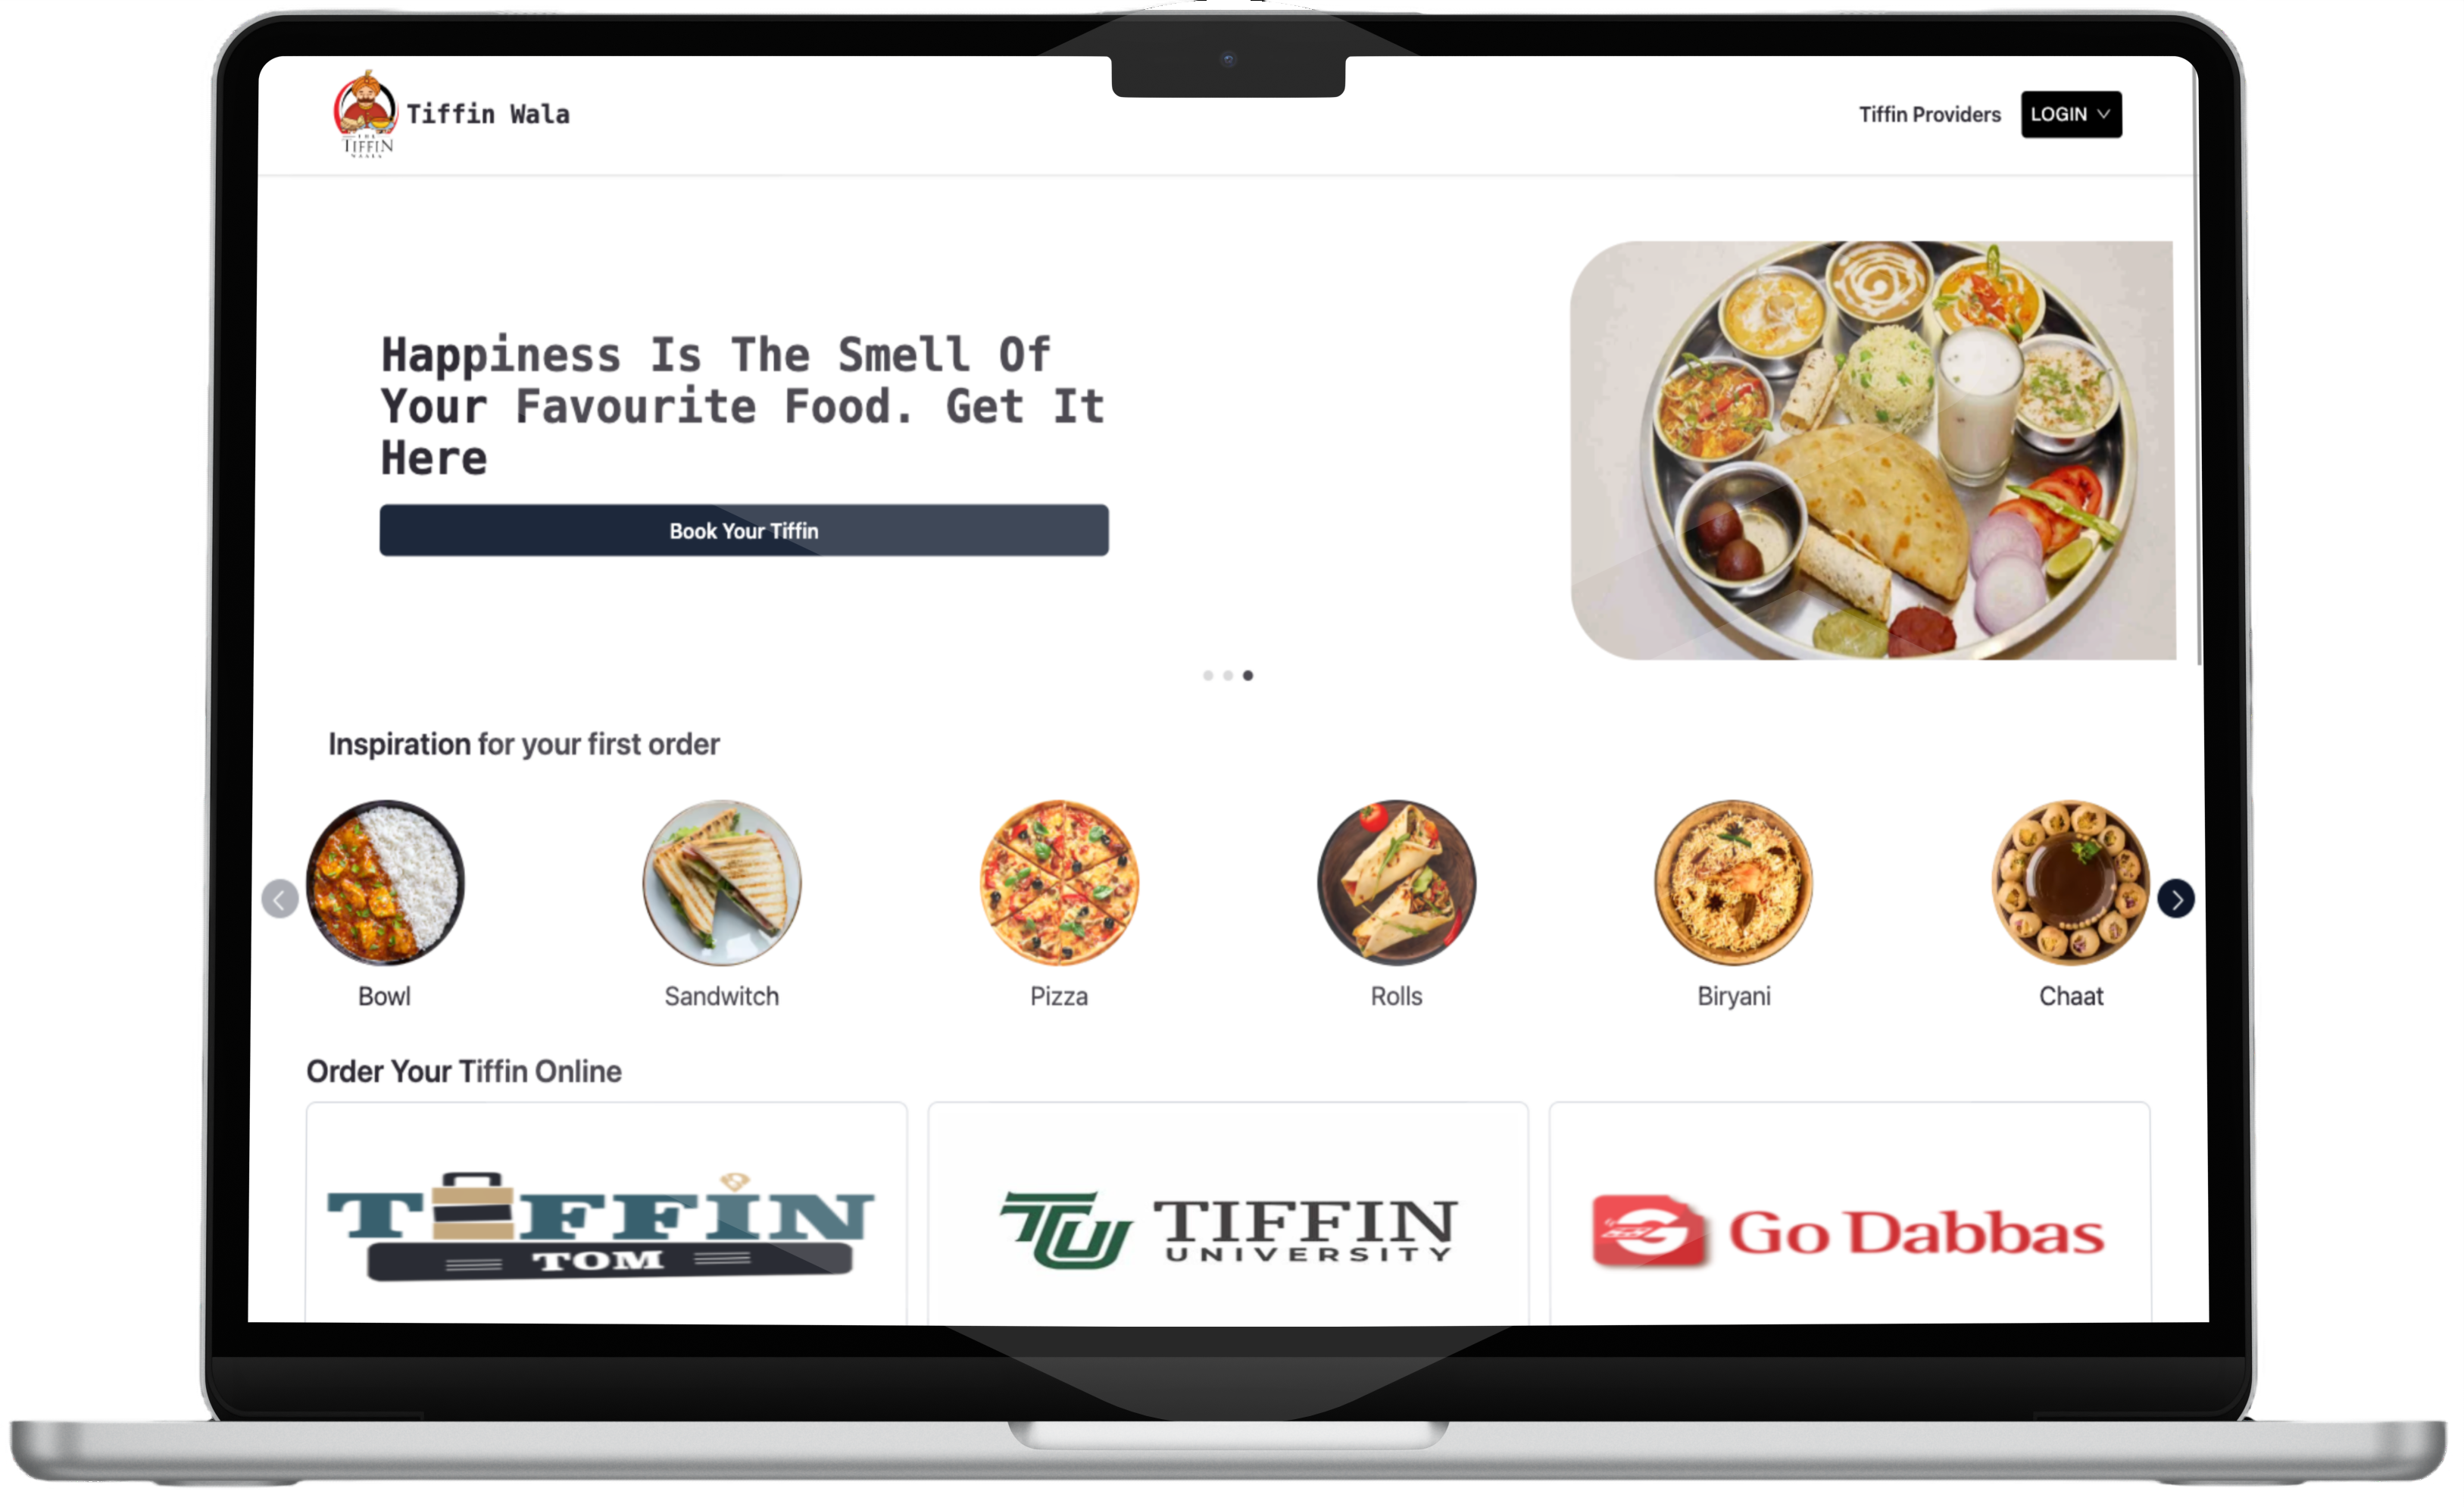 Tiffin Wala
THE
TIFFIN
Tiffin Providers
LOGIN
Happiness Is The Smell Of
Your Favourite Food. Get It
Here
Book Your Tiffin
Inspiration for your first order
Bowl
Sandwitch
Pizza
Rolls
Biryani
Chaat
Order Your Tiffin Online
TIFFIN
TOM
TU
TIFFIN
UNIVERSITY
Go Dabbas